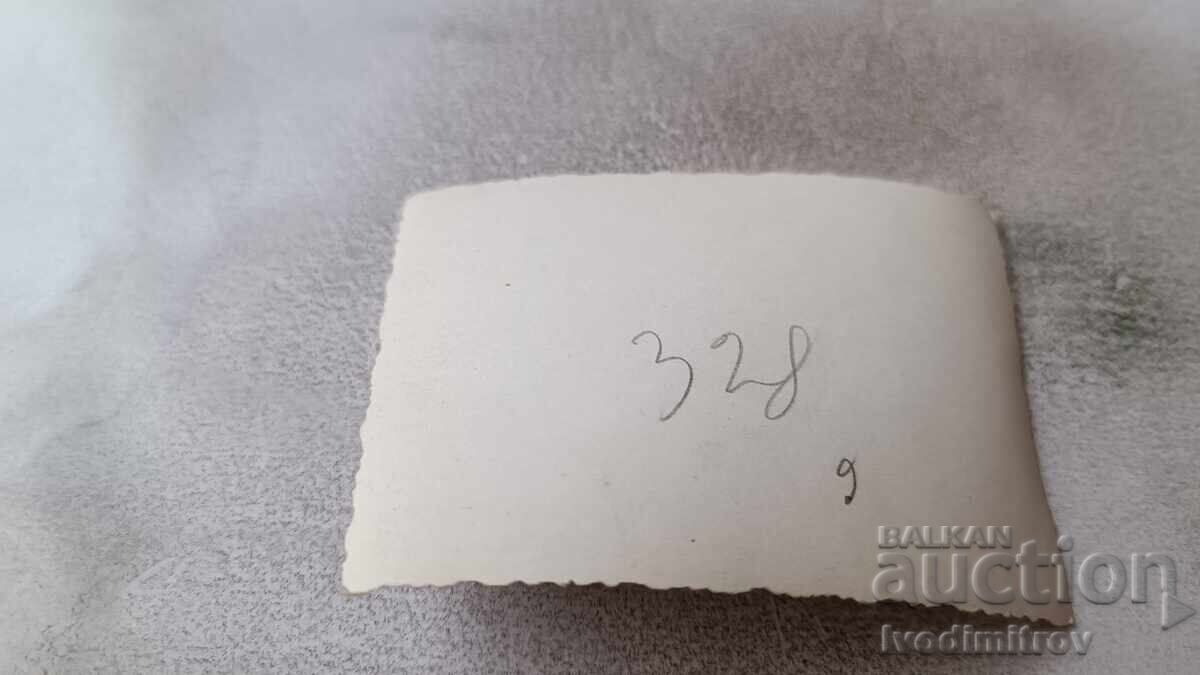 328
9
BALKAN
auction
Ivodimitrov